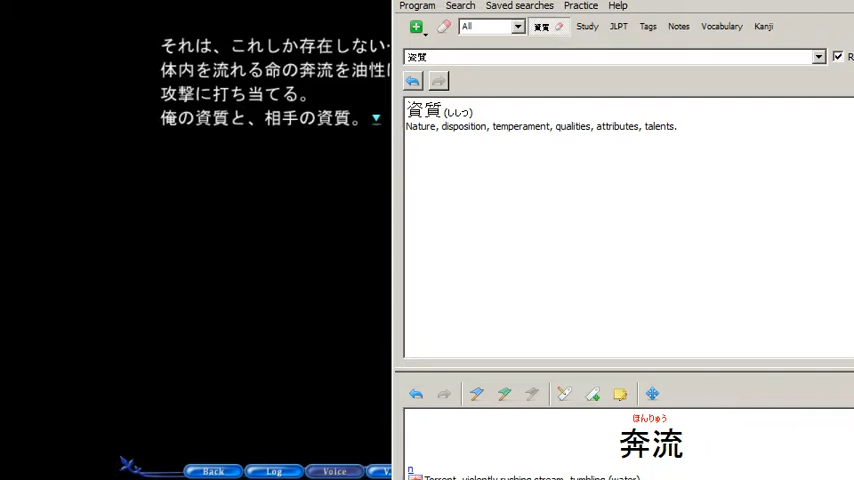 それは、これしか存在しない
体内を流れる命の奔流を油性
攻撃に打ち当てる。
俺の資質と、相手の資質。
Back
Log
Voice
V.
Program Search Saved searches Practice Help
All 資質 Study JLPT Tags Notes Vocabulary Kanji
資質
R
資質 (ししつ)
Nature, disposition, temperament, qualities, attributes, talents.
ほんりゅう
奔流
n
Torrent, violently rushing stream, tumbling (water)